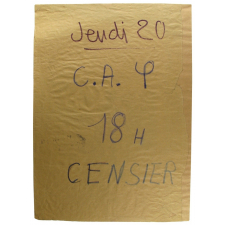 Jeudi 20
C.A. Ψ
18 H
CENSIER